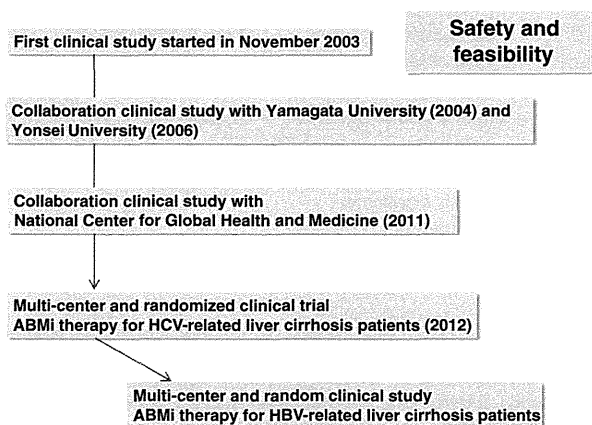 Safety and
feasibility
First clinical study started in November 2003
Collaboration clinical study with Yamagata University (2004) and
Yonsei University (2006)
Collaboration clinical study with
National Center for Global Health and Medicine (2011)
Multi-center and randomized clinical trial
ABMi therapy for HCV-related liver cirrhosis patients (2012)
Multi-center and random clinical study
ABMi therapy for HBV-related liver cirrhosis patients